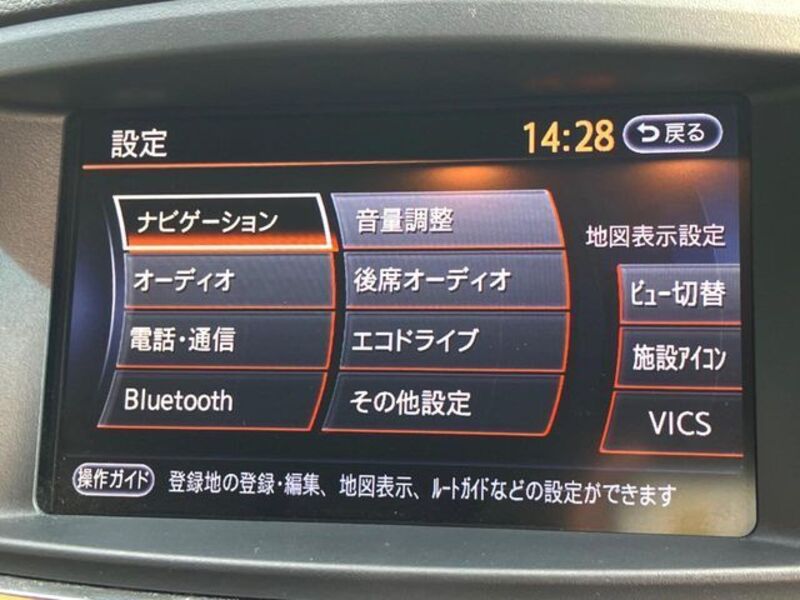 設定
14:28
戻る
ナビゲーション
音量調整
地図表示設定
オーディオ
後席オーディオ
ビュー切替
電話・通信
エコドライブ
施設アイコン
Bluetooth
その他設定
VICS
操作ガイド 登録地の登録・編集、地図表示、ルートガイドなどの設定ができます